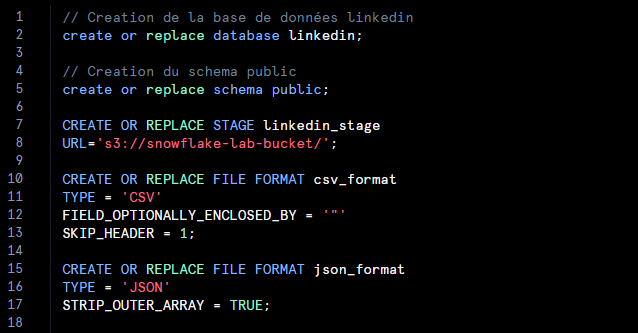 1 // Creation de la base de données linkedin
2 create or replace database linkedin;
3
4 // Creation du schema public
5 create or replace schema public;
6
7 CREATE OR REPLACE STAGE linkedin_stage
8 URL='s3://snowflake-lab-bucket/';
9
10 CREATE OR REPLACE FILE FORMAT csv_format
11 TYPE = 'CSV'
12 FIELD_OPTIONALLY_ENCLOSED_BY = '"'
13 SKIP_HEADER = 1;
14
15 CREATE OR REPLACE FILE FORMAT json_format
16 TYPE = 'JSON'
17 STRIP_OUTER_ARRAY = TRUE;
18